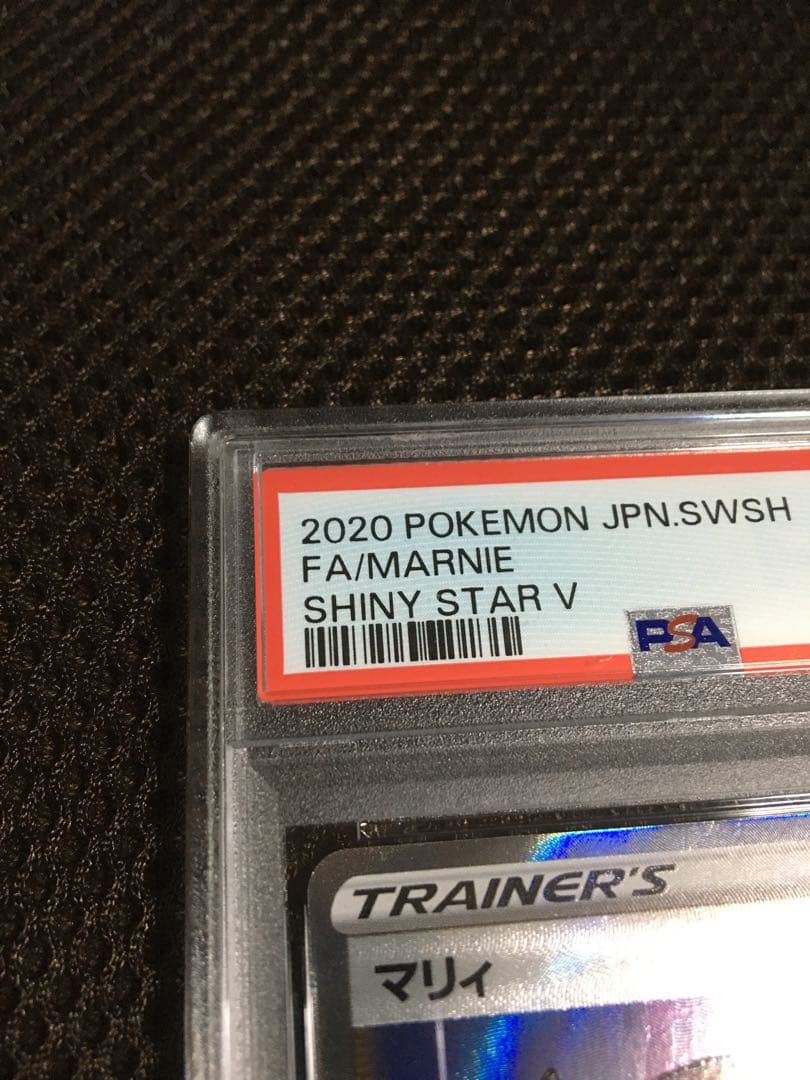 2020 POKEMON JPN.SWSH
FA/MARNIE
SHINY STAR V
PSA
TRAINER'S
マリィ